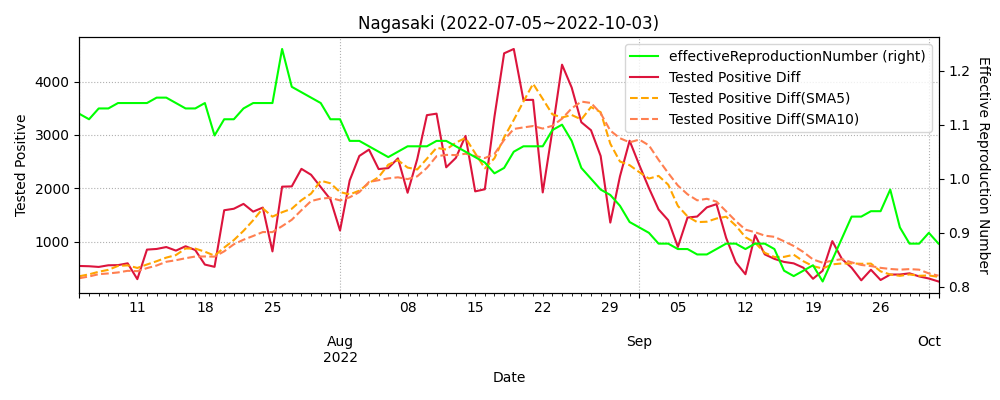 Nagasaki (2022-07-05~2022-10-03)
effectiveReproductionNumber (right)
Tested Positive Diff
Tested Positive Diff(SMA5)
Tested Positive Diff(SMA10)
Tested Positive
4000
3000
2000
1000
1.2
1.1
1.0
0.9
0.8
Effective Reproduction Number
11 18 25 08 15 22 29 05 12 19 26
Aug Sep Oct
2022
Date